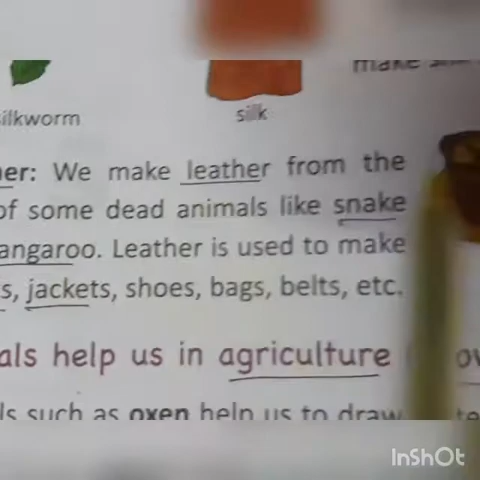 make
silkworm silk
her: We make leather from the
of some dead animals like snake
angaroo. Leather is used to make
s, jackets, shoes, bags, belts, etc.
als help us in agriculture
ls such as oxen help us to draw
InShOt